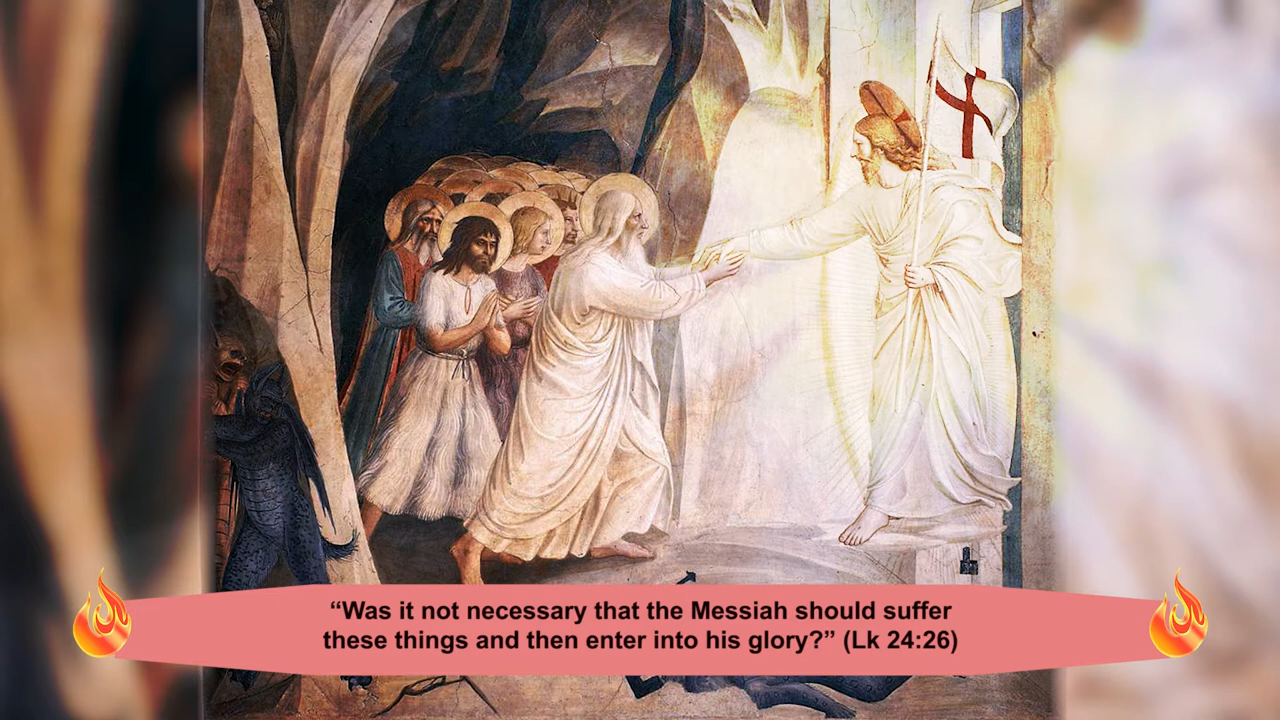 “Was it not necessary that the Messiah should suffer
these things and then enter into his glory?” (Lk 24:26)